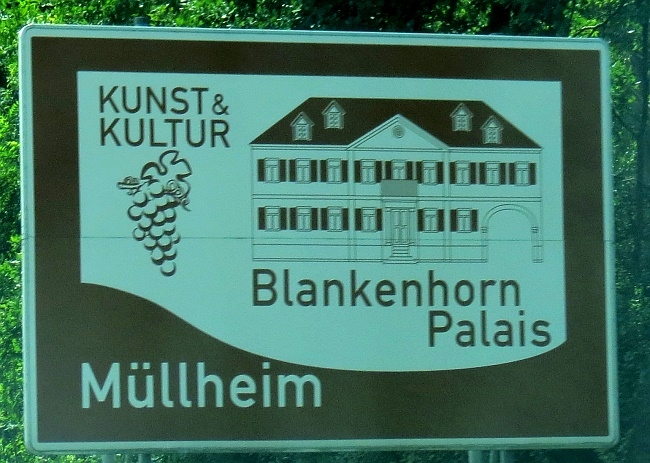 KUNST&
KULTUR
Blankenhorn
Palais
Müllheim